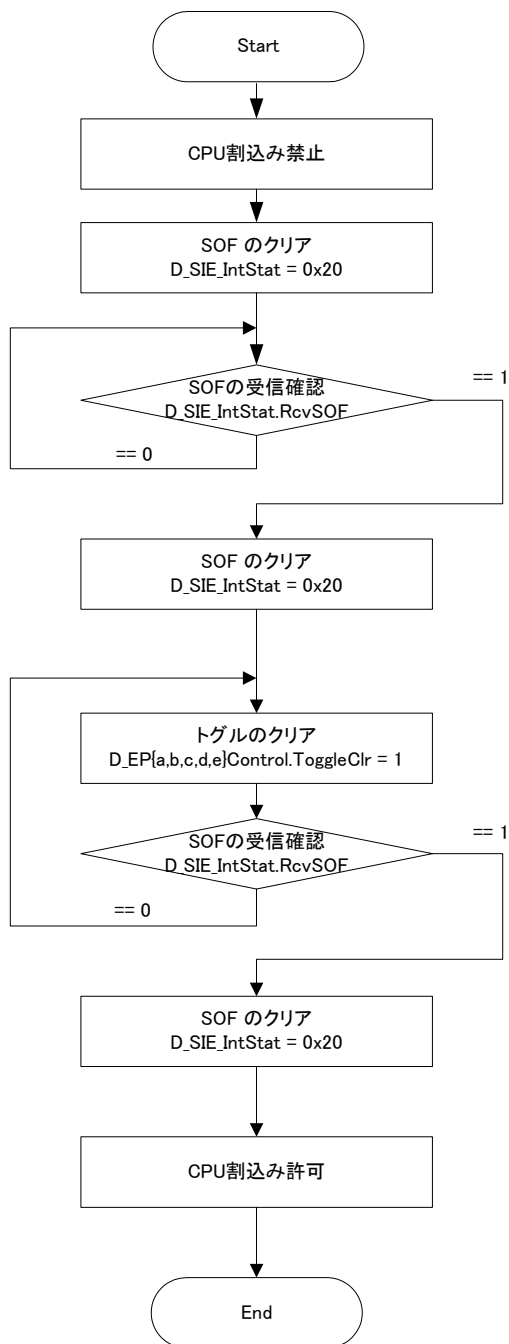 Start
CPU割込み禁止
SOF のクリア
D_SIE_IntStat = 0x20
SOFの受信確認
D_SIE_IntStat.RcvSOF
== 1
== 0
SOF のクリア
D_SIE_IntStat = 0x20
トグルのクリア
D_EP{a,b,c,d,e}Control.ToggleClr = 1
SOFの受信確認
D_SIE_IntStat.RcvSOF
== 1
== 0
SOF のクリア
D_SIE_IntStat = 0x20
CPU割込み許可
End